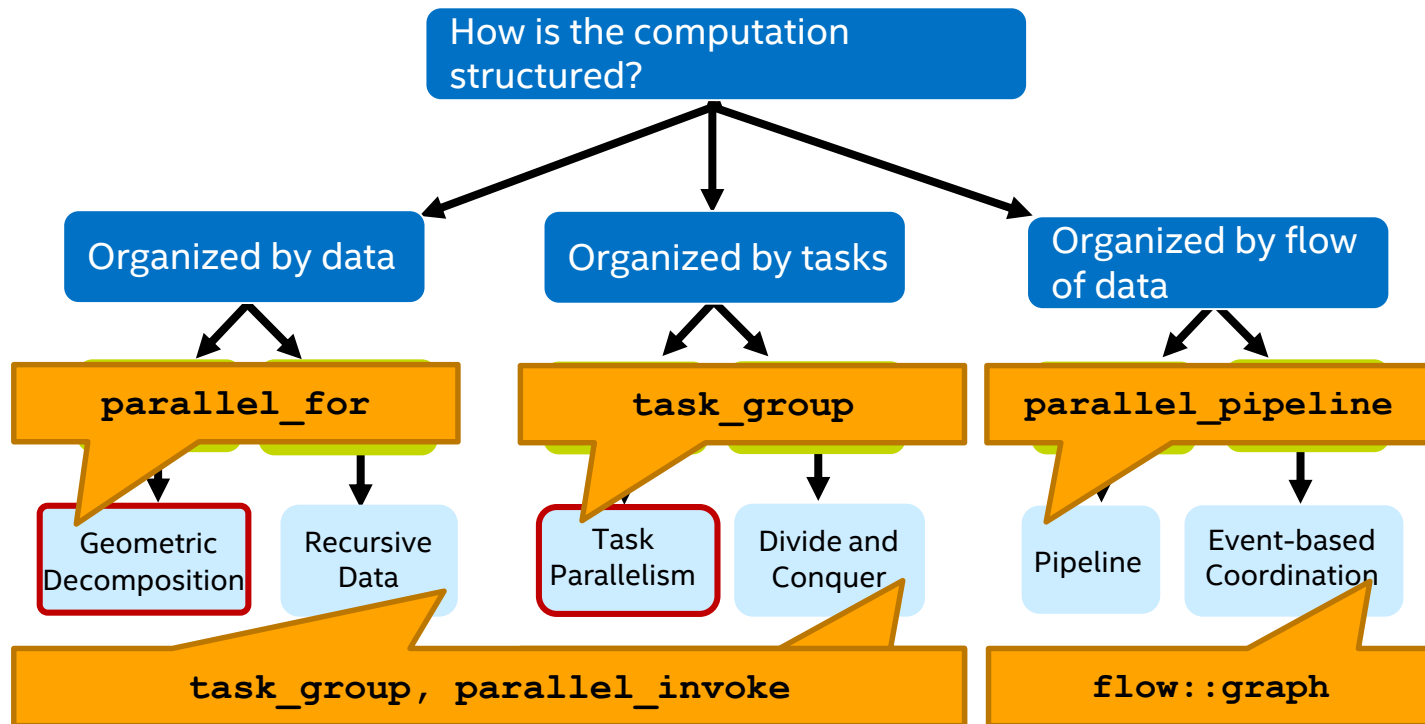 How is the computation
structured?
Organized by data
Organized by tasks
Organized by flow
of data
parallel_for
task_group
parallel_pipeline
Geometric
Decomposition
Recursive
Data
Task
Parallelism
Divide and
Conquer
Pipeline
Event-based
Coordination
task_group, parallel_invoke
flow::graph